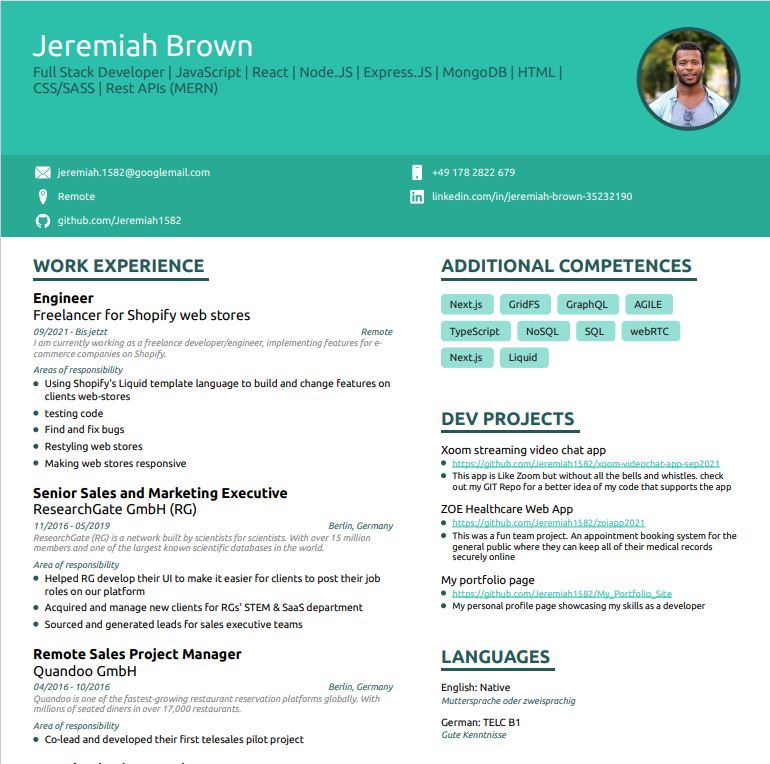 Jeremiah Brown
Full Stack Developer | JavaScript | React | Node.JS | Express.JS | MongoDB | HTML |
CSS/SASS | Rest APIs (MERN)
jeremiah.1582@googlemail.com
+49 178 2822 679
Remote
linkedin.com/in/jeremiah-brown-35232190
github.com/Jeremiah1582
WORK EXPERIENCE
Engineer
Freelancer for Shopify web stores
09/2021 - Bis jetzt
Remote
I am currently working as a freelance developer/engineer, implementing features for e-
commerce companies on Shopify.
Areas of responsibility
Using Shopify's Liquid template language to build and change features on
clients web-stores
testing code
Find and fix bugs
Restyling web stores
Making web stores responsive
Senior Sales and Marketing Executive
ResearchGate GmbH (RG)
11/2016 - 05/2019
Berlin, Germany
ResearchGate (RG) is a network built by scientists for scientists. With over 15 million
members and one of the largest known scientific databases in the world.
Area of responsibility
Helped RG develop their UI to make it easier for clients to post their job
roles on our platform
Acquired and manage new clients for RGs' STEM & SaaS department
Sourced and generated leads for sales executive teams
Remote Sales Project Manager
Quandoo GmbH
04/2016 - 10/2016
Berlin, Germany
Quandoo is one of the fastest-growing restaurant reservation platforms globally. With
millions of seated diners in over 17,000 restaurants.
Area of responsibility
Co-lead and developed their first telesales pilot project
ADDITIONAL COMPETENCES
Next.js GridFS GraphQL AGILE
TypeScript NoSQL SQL webRTC
Next.js Liquid
DEV PROJECTS
Xoom streaming video chat app
https://github.com/Jeremiah1582/xoom-videochat-app-sep2021
This app is Like Zoom but without all the bells and whistles. check
out my GIT Repo for a better idea of my code that supports the app
ZOE Healthcare Web App
https://github.com/Jeremiah1582/zoiapp2021
This was a fun team project. An appointment booking system for the
general public where they can keep all of their medical records
securely online
My portfolio page
https://github.com/Jeremiah1582/My_Portfolio_Site
My personal profile page showcasing my skills as a developer
LANGUAGES
English: Native
Muttersprache oder zweisprachig
German: TELC B1
Gute Kenntnisse